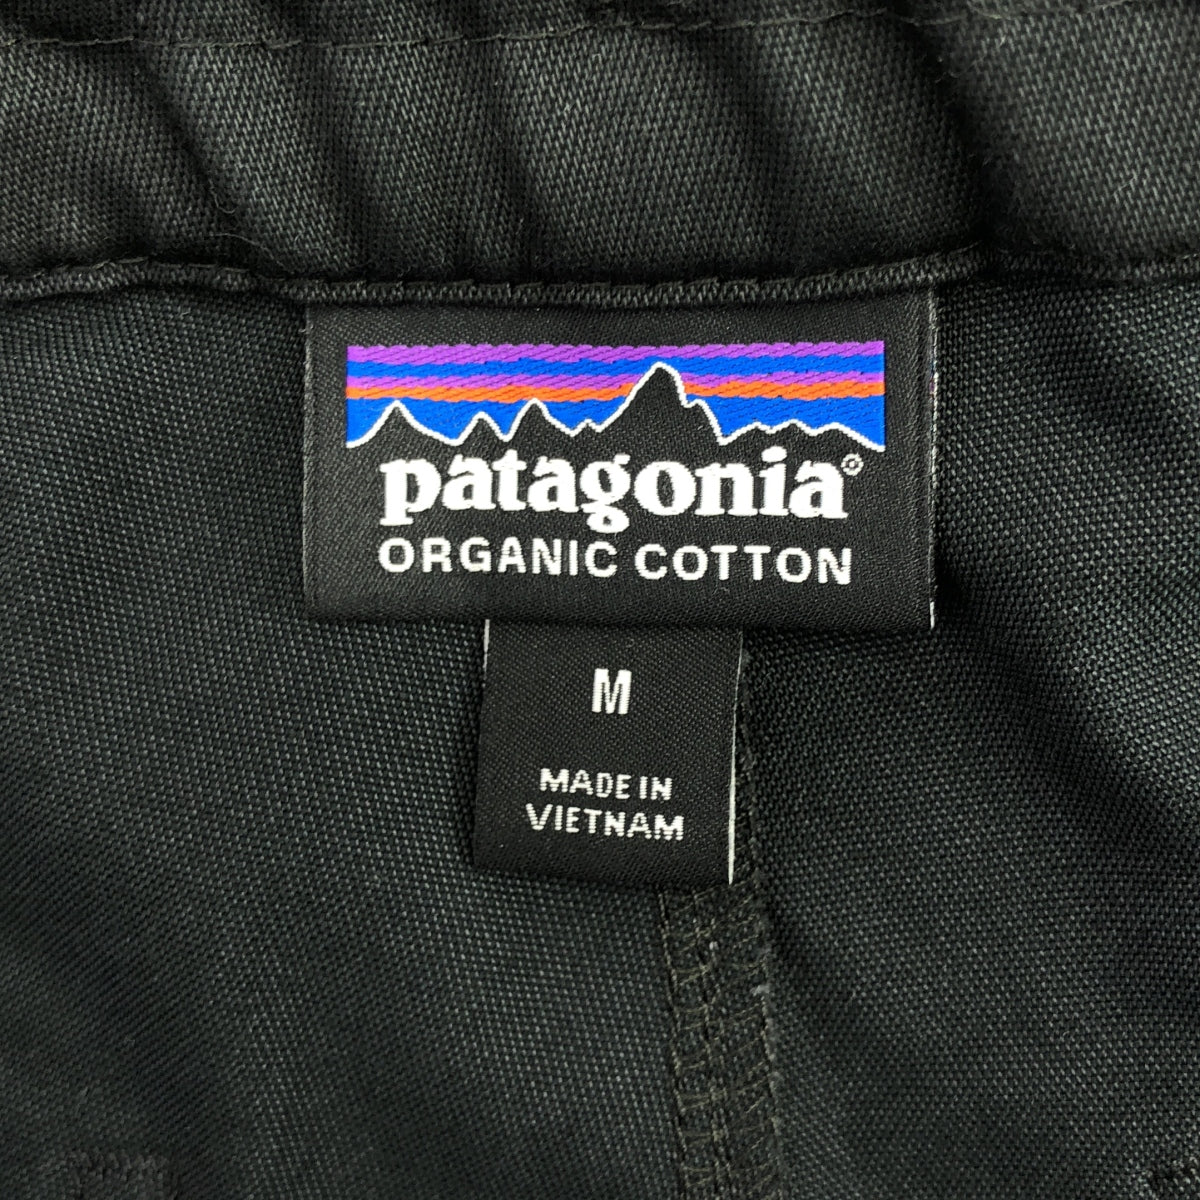 patagonia®
ORGANIC COTTON
M
MADE IN
VIETNAM